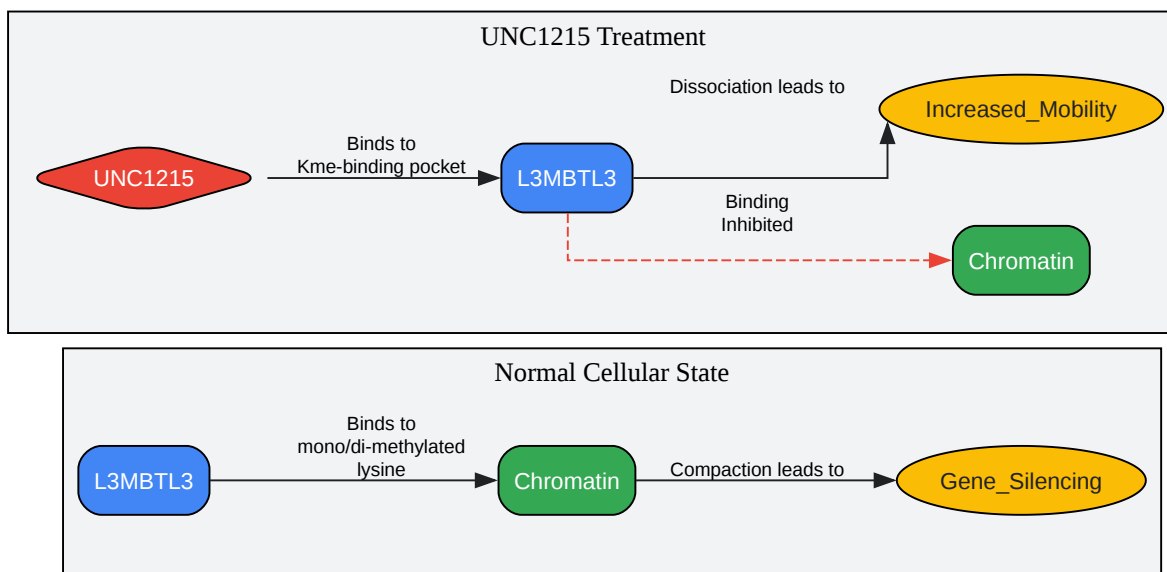 UNC1215 Treatment
Dissociation leads to
Increased_Mobility
Binds to
Kme-binding pocket
UNC1215
L3MBTL3
Binding
Inhibited
Chromatin
Normal Cellular State
Binds to
mono/di-methylated
lysine
L3MBTL3
Chromatin
Compaction leads to
Gene_Silencing